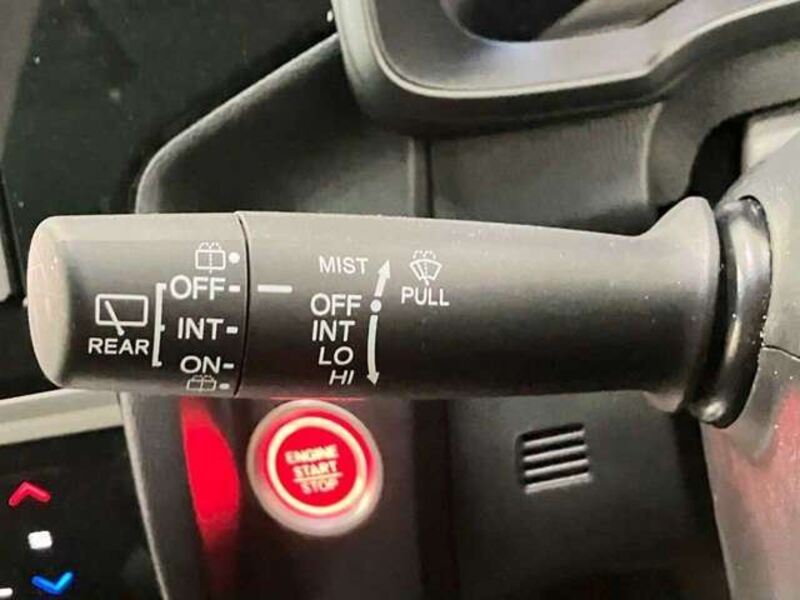 REAR
OFF
INT
ON
MIST
OFF
INT
LO
HI
PULL
ENGINE
START
STOP